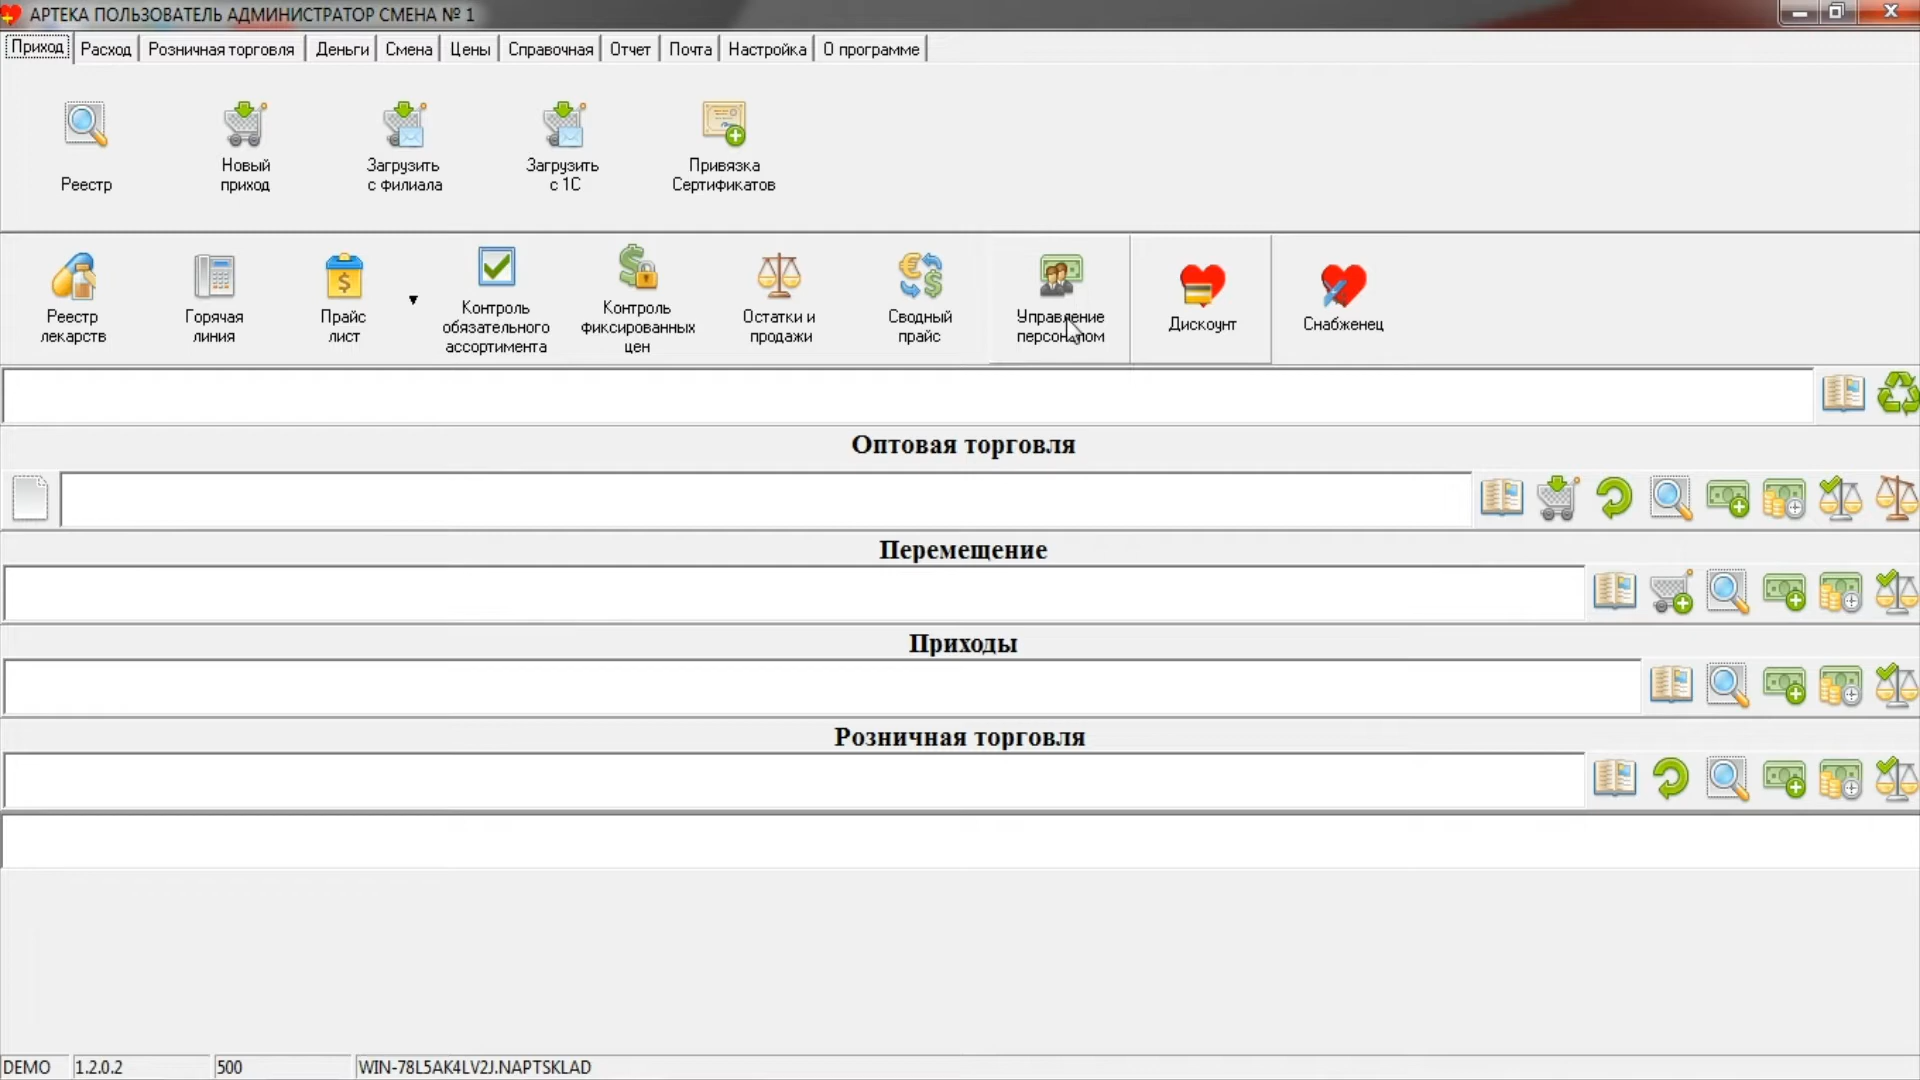 АРТЕКА ПОЛЬЗОВАТЕЛЬ АДМИНИСТРАТОР СМЕНА № 1
Приход Расход Розничная торговля Деньги Смена Цены Справочная Отчет Почта Настройка О программе
Реестр
Новый
приход
Загрузить
с филиала
Загрузить
с 1С
Привязка
Сертификатов
Реестр
лекарств
Горячая
линия
Прайс
лист
Контроль
обязательного
ассортимента
Контроль
фиксированных
цен
Остатки и
продажи
Сводный
прайс
Управление
персоналом
Дисконт
Снабженец
Оптовая торговля
Перемещение
Приходы
Розничная торговля
DEMO 1.2.0.2 500 WIN-78L5AK4LV2J.NAPTSKLAD